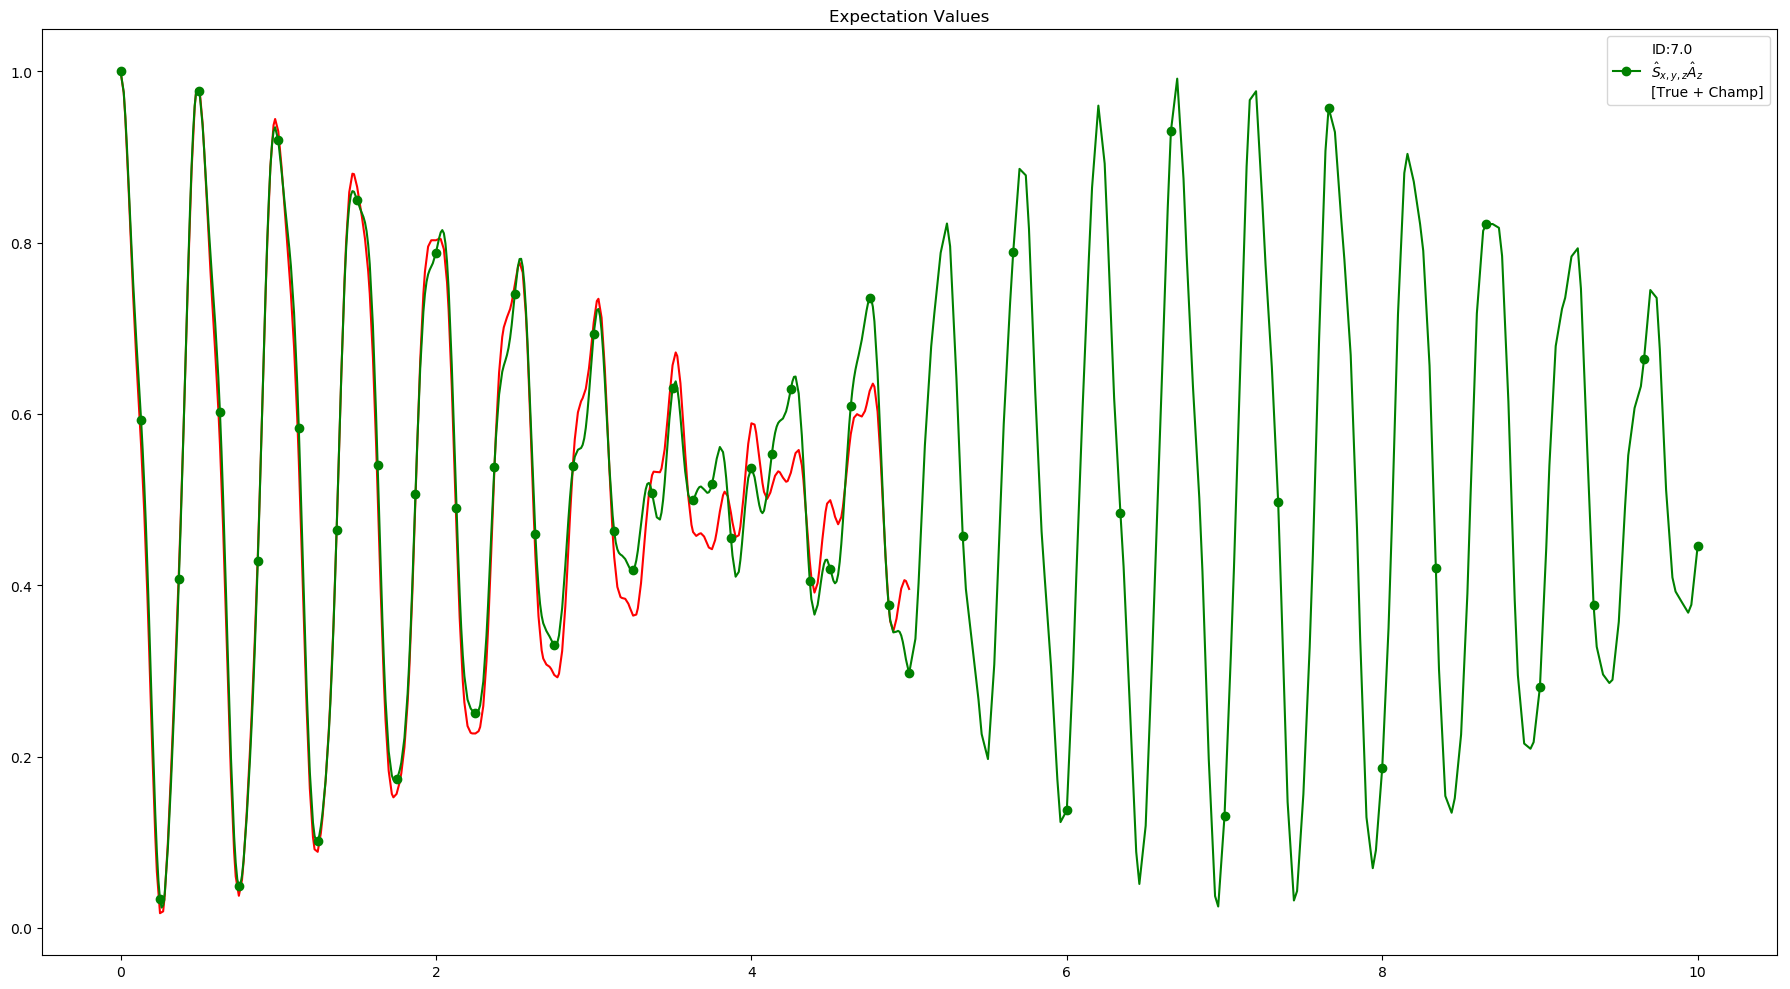 Expectation Values
ID:7.0
$\hat{S}_{x,y,z}\hat{A}_z$
[True + Champ]
1.0
0.8
0.6
0.4
0.2
0.0
0 2 4 6 8 10